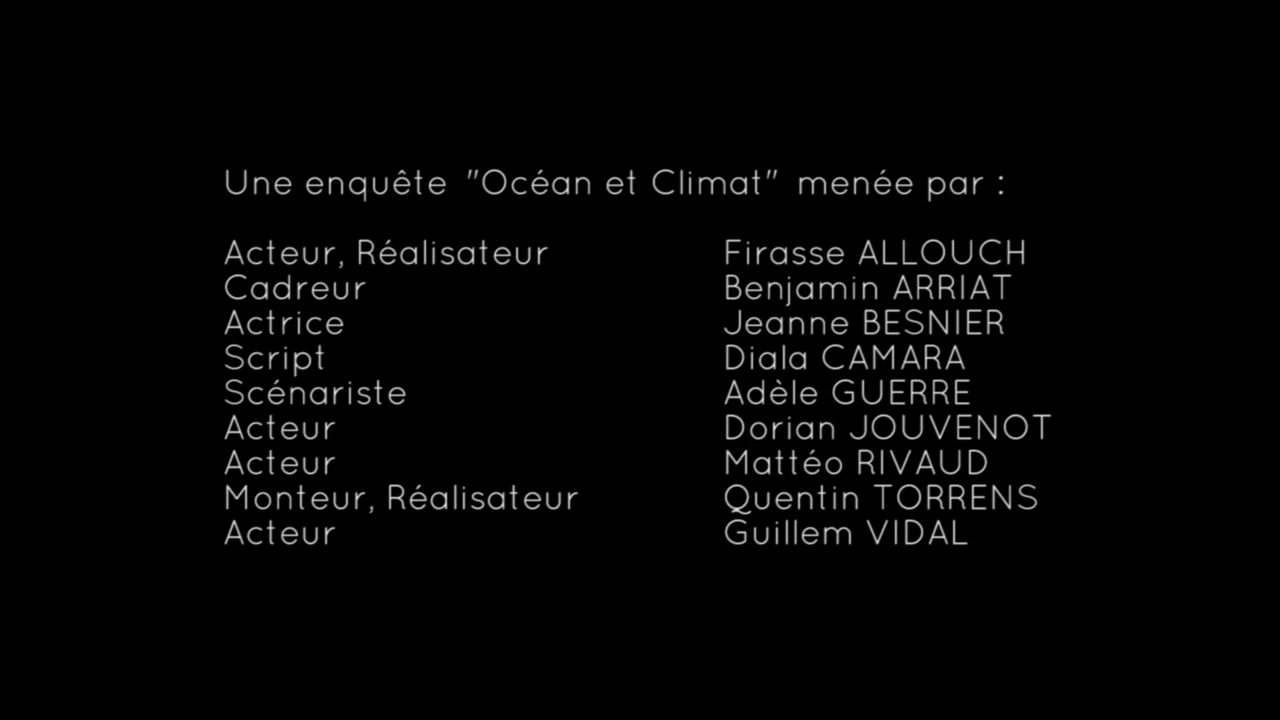 Une enquête "Océan et Climat" menée par :
Acteur, Réalisateur Firasse ALLOUCH
Cadreur Benjamin ARRIAT
Actrice Jeanne BESNIER
Script Diala CAMARA
Scénariste Adèle GUERRE
Acteur Dorian JOUVENOT
Acteur Mattéo RIVAUD
Monteur, Réalisateur Quentin TORRENS
Acteur Guillem VIDAL